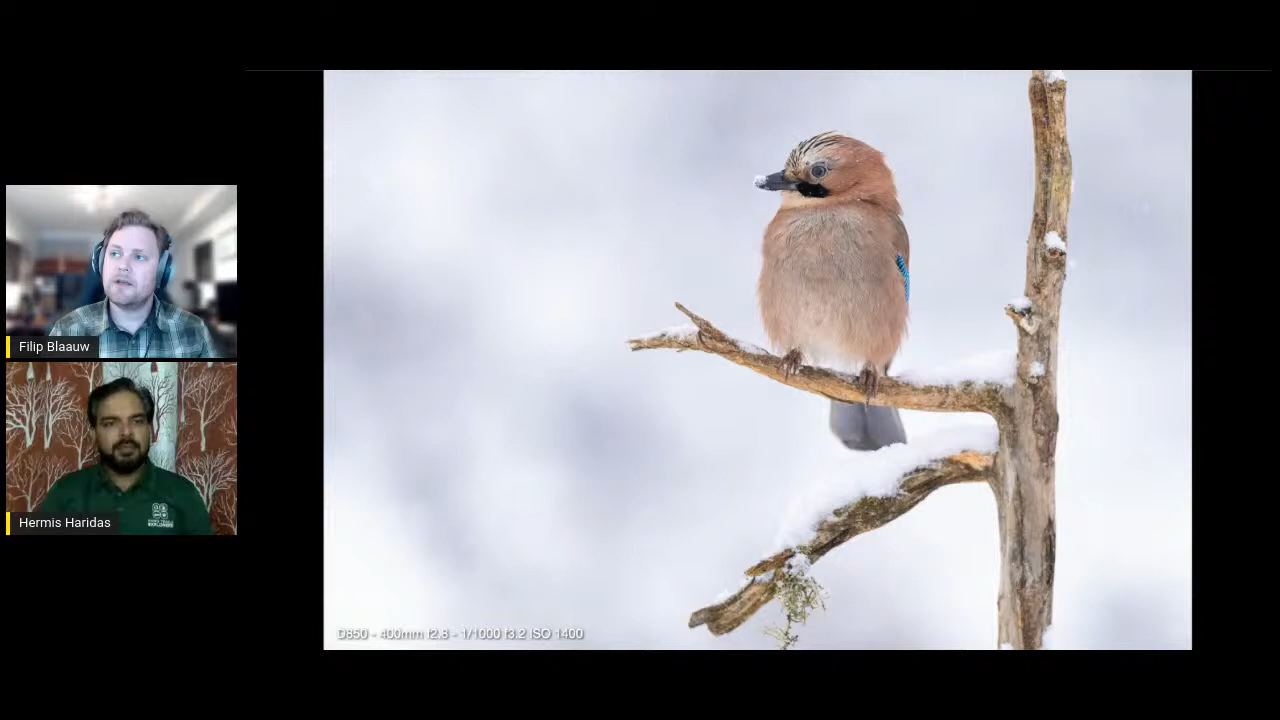 Filip Blaauw
Hermis Haridas
D850 - 400mm f2.8 - 1/1000 f3.2 ISO 1400